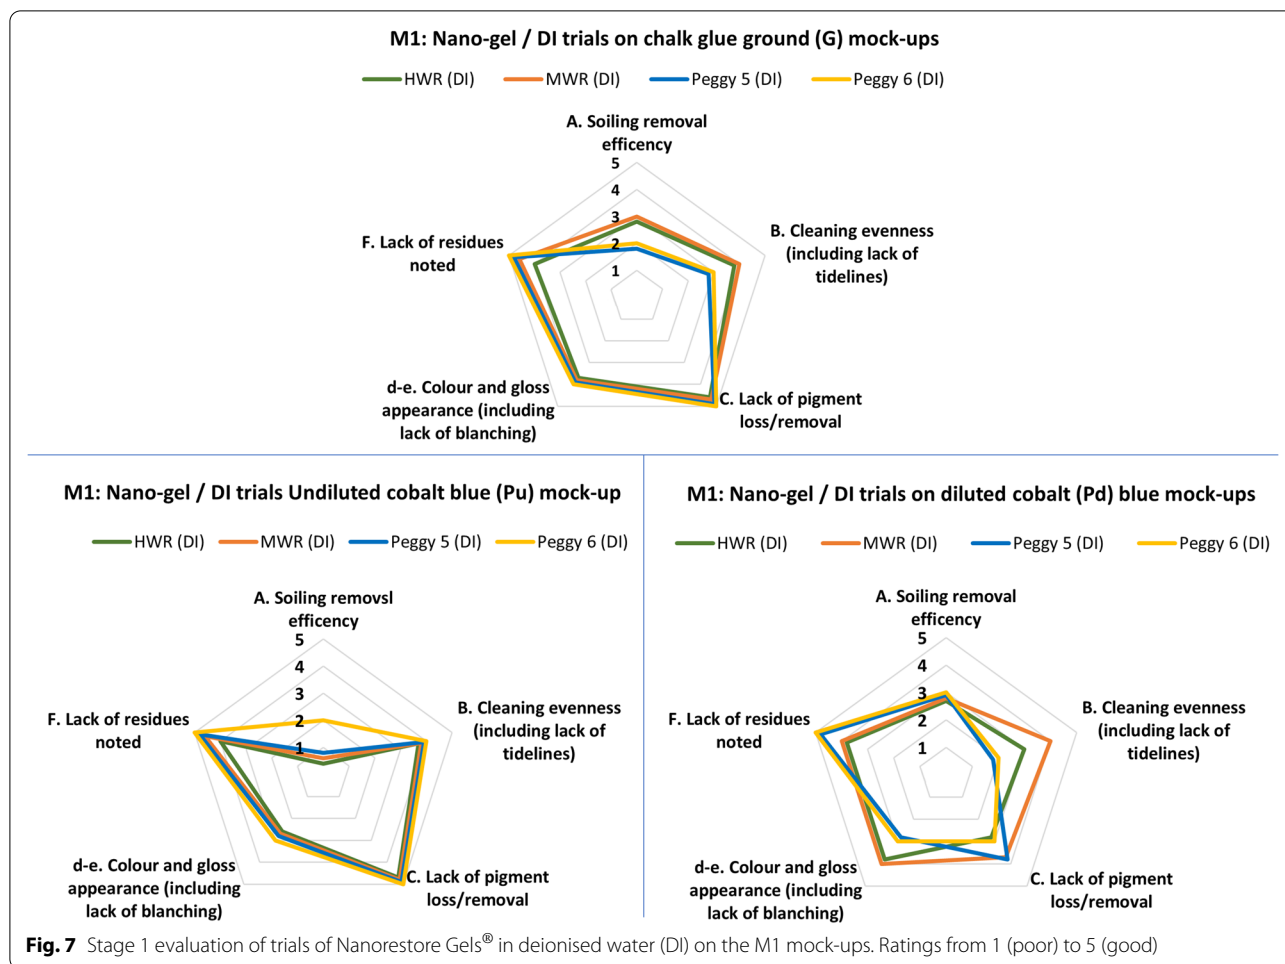 M1: Nano-gel / DI trials on chalk glue ground (G) mock-ups
HWR (DI) MWR (DI) Peggy 5 (DI) Peggy 6 (DI)
A. Soiling removal
efficency
5
4
3
2
1
B. Cleaning evenness
(including lack of
tidelines)
C. Lack of pigment
loss/removal
d-e. Colour and gloss
appearance (including
lack of blanching)
F. Lack of residues
noted
M1: Nano-gel / DI trials Undiluted cobalt blue (Pu) mock-up
HWR (DI) MWR (DI) Peggy 5 (DI) Peggy 6 (DI)
A. Soiling removsl
efficency
5
4
3
2
1
B. Cleaning evenness
(including lack of
tidelines)
C. Lack of pigment
loss/removal
d-e. Colour and gloss
appearance (including
lack of blanching)
F. Lack of residues
noted
M1: Nano-gel / DI trials on diluted cobalt (Pd) blue mock-ups
HWR (DI) MWR (DI) Peggy 5 (DI) Peggy 6 (DI)
A. Soiling removal
efficency
5
4
3
2
1
B. Cleaning evenness
(including lack of
tidelines)
C. Lack of pigment
loss/removal
d-e. Colour and gloss
appearance (including
lack of blanching)
F. Lack of residues
noted
Fig. 7 Stage 1 evaluation of trials of Nanorestore Gels® in deionised water (DI) on the M1 mock-ups. Ratings from 1 (poor) to 5 (good)